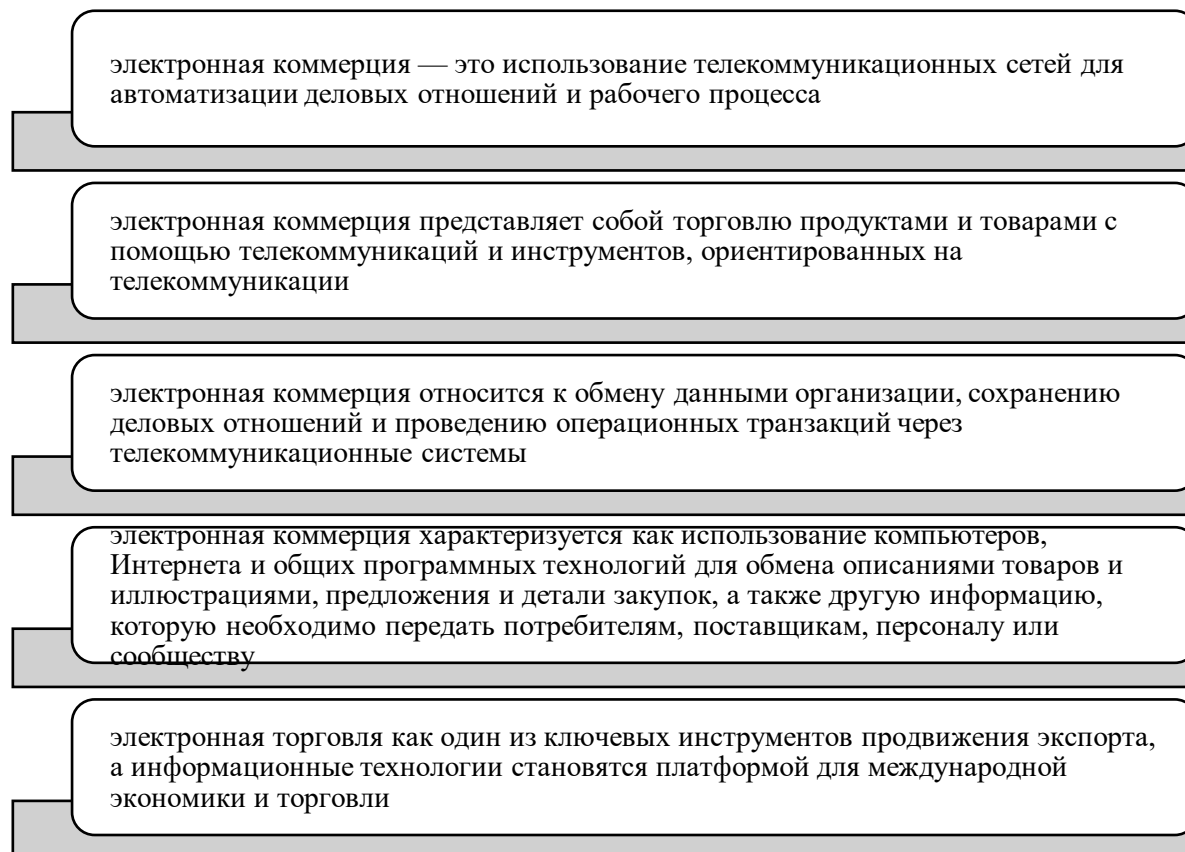 электронная коммерция — это использование телекоммуникационных сетей для
автоматизации деловых отношений и рабочего процесса
электронная коммерция представляет собой торговлю продуктами и товарами с
помощью телекоммуникаций и инструментов, ориентированных на
телекоммуникации
электронная коммерция относится к обмену данными организации, сохранению
деловых отношений и проведению операционных транзакций через
телекоммуникационные системы
электронная коммерция характеризуется как использование компьютеров,
Интернета и общих программных технологий для обмена описаниями товаров и
иллюстрациями, предложения и детали закупок, а также другую информацию,
которую необходимо передать потребителям, поставщикам, персоналу или
сообществу
электронная торговля как один из ключевых инструментов продвижения экспорта,
а информационные технологии становятся платформой для международной
экономики и торговли